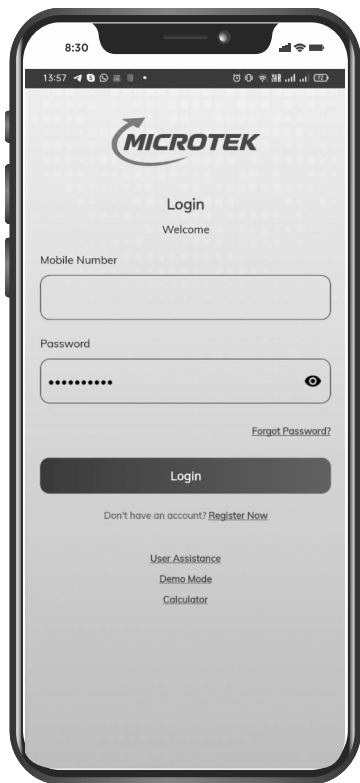 8:30
13:57
72
MICROTEK
Login
Welcome
Mobile Number
Password
••••••••••
Forgot Password?
Login
Don't have an account? Register Now
User Assistance
Demo Mode
Calculator